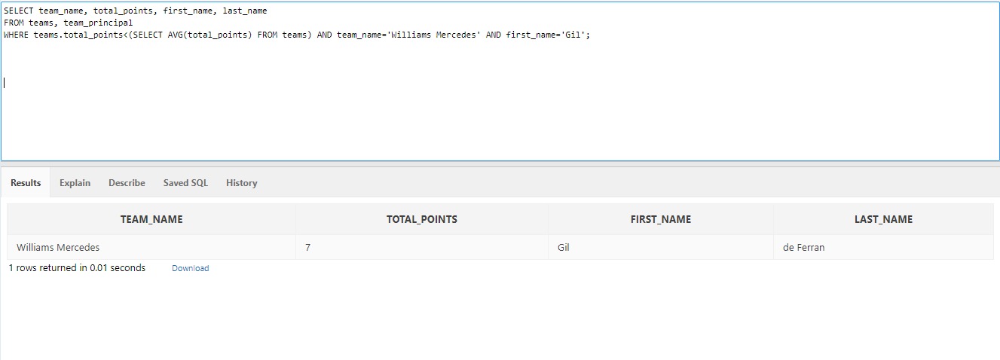 SELECT team_name, total_points, first_name, last_name
FROM teams, team_principal
WHERE teams.total_points<(SELECT AVG(total_points) FROM teams) AND team_name='Williams Mercedes' AND first_name='Gil';
Results Explain Describe Saved SQL History
TEAM_NAME TOTAL_POINTS FIRST_NAME LAST_NAME
Williams Mercedes 7 Gil de Ferran
1 rows returned in 0.01 seconds Download